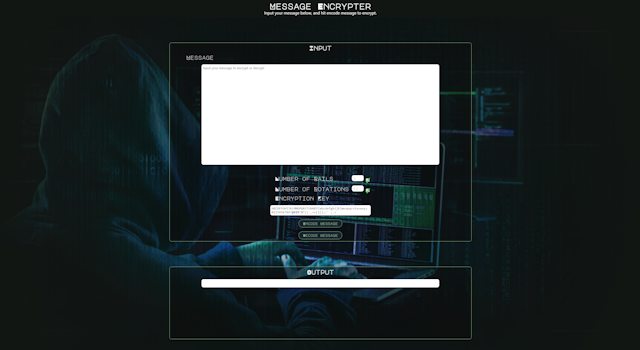 Message Encrypter
Input your message below, and hit encode message to encrypt.
Input
Message
Input your message to encrypt or decrypt
Number of Rails
Number of Rotations
Encryption Key
Encode Message
Decode Message
Output